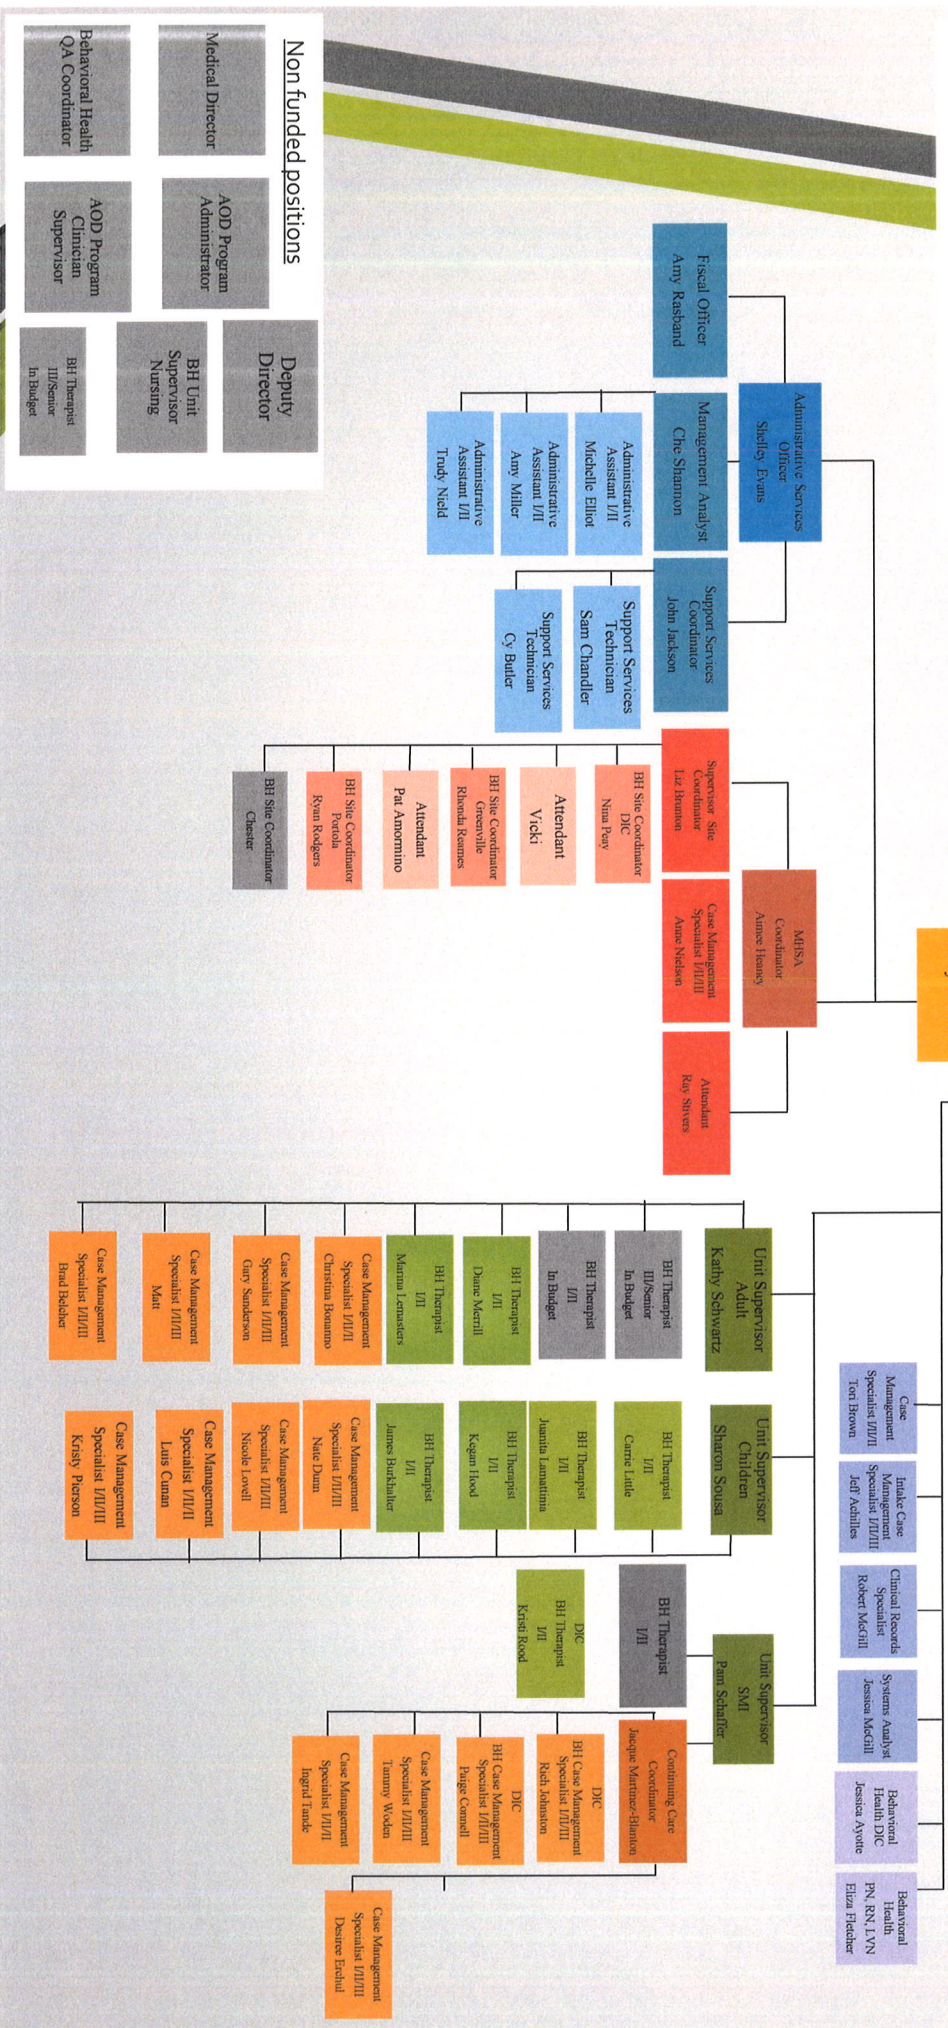 Case
Management
Specialist I/II/II
Tori Brown
Intake Case
Management
Specialist I/II/III
Jeff Achilles
Clinical Records
Specialist
Robert McGill
Systems Analyst
Jessica McGill
Behavioral
Health DIC
Jessica Ayotte
Behavioral
Health
PN, RN, LVN
Eliza Fletcher
Administrative Services
Officer
Shelley Evans
MHSA
Coordinator
Aimee Heaney
Fiscal Officer
Amy Rasband
Management Analyst
Che Shannon
Support Services
Coordinator
John Jackson
Administrative
Assistant I/II
Michelle Elliot
Administrative
Assistant I/II
Amy Miller
Administrative
Assistant I/II
Trudy Nield
Support Services
Technician
Sam Chandler
Support Services
Technician
Cy Butler
Supervisor Site
Coordinator
Liz Brunton
Case Management
Specialist I/II/III
Anne Nielson
Attendant
Ray Stivers
BH Site Coordinator
DIC
Nina Peay
Attendant
Vicki
BH Site Coordinator
Greenville
Rhonda Reames
Attendant
Pat Amormino
BH Site Coordinator
Portola
Ryan Rodgers
BH Site Coordinator
Chester
Unit Supervisor
Adult
Kathy Schwartz
BH Therapist
III/Senior
In Budget
BH Therapist
I/II
In Budget
BH Therapist
I/II
Diane Merrill
BH Therapist
I/II
Marina Lemasters
Case Management
Specialist I/II/II
Christina Bonanno
Case Management
Specialist I/II/III
Gary Sanderson
Case Management
Specialist I/II/III
Matt
Case Management
Specialist I/II/III
Brad Belcher
Unit Supervisor
Children
Sharon Sousa
BH Therapist
I/II
Carrie Little
BH Therapist
I/II
Juanita Lamattinia
BH Therapist
I/II
Kegan Hood
BH Therapist
I/II
James Burkhalter
Case Management
Specialist I/II/III
Nate Dunn
Case Management
Specialist I/II/III
Nicole Lovell
Case Management
Specialist I/II/II
Luis Cunan
Case Management
Specialist I/II/III
Kristy Pierson
Unit Supervisor
SMI
Pam Schaffer
BH Therapist
I/II
DIC
BH Therapist
I/II
Kristi Rood
Continuing Care
Coordinator
Jacque Martinez-Blanton
DIC
BH Case Management
Specialist I/II/III
Rich Johnston
DIC
BH Case Management
Specialist I/II/III
Paige Connell
Case Management
Specialist I/II/III
Tammy Woden
Case Management
Specialist I/II/II
Ingrid Tande
Case Management
Specialist I/II/III
Desiree Erchul
Non funded positions
Medical Director
AOD Program
Administrator
Deputy
Director
Behavioral Health
QA Coordinator
AOD Program
Clinician
Supervisor
BH Unit
Supervisor
Nursing
BH Therapist
III/Senior
In Budget